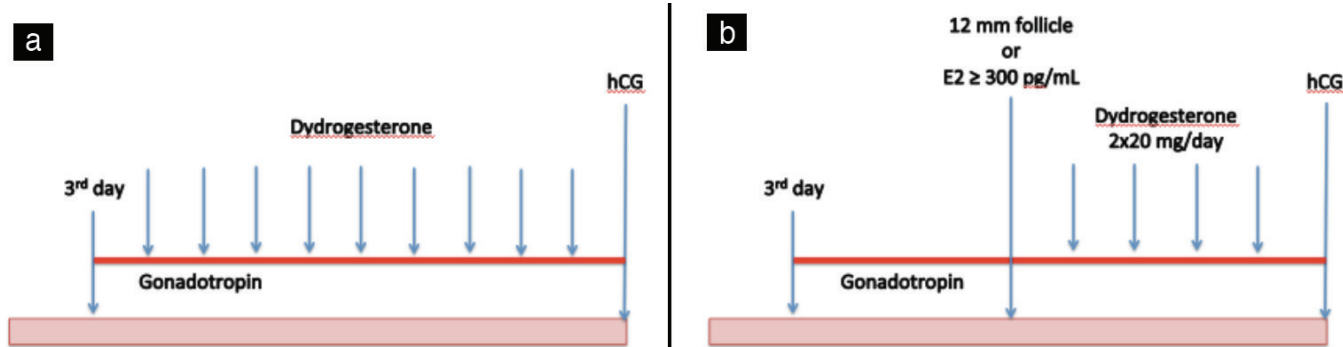 a
hCG
Dydrogesterone
3rd day
Gonadotropin
b
12 mm follicle
or
E2 ≥ 300 pg/mL
hCG
Dydrogesterone
2x20 mg/day
3rd day
Gonadotropin